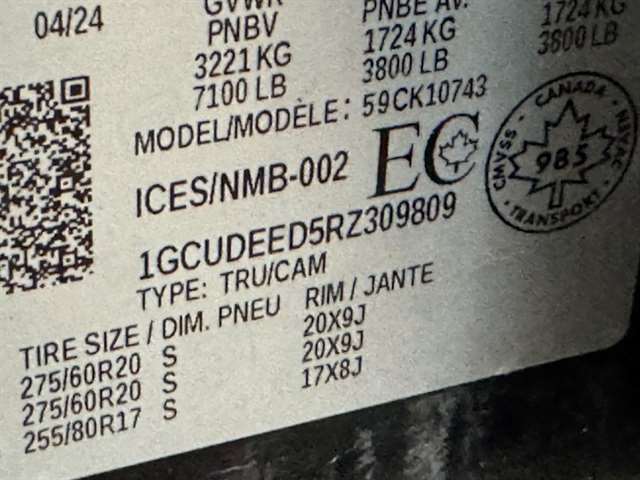 04/24
GVWR
PNBV
3221 KG
7100 LB
PNBE AV.
1724 KG
3800 LB
1724 KG
3800 LB
MODEL/MODÈLE: 59CK10743
ICES/NMB-002 EC
CMVSS · CANADA · NSVAC · TRANSPORT ·
985
1GCUDEED5RZ309809
TYPE: TRU/CAM
TIRE SIZE / DIM. PNEU RIM / JANTE
275/60R20 S 20X9J
275/60R20 S 20X9J
255/80R17 S 17X8J